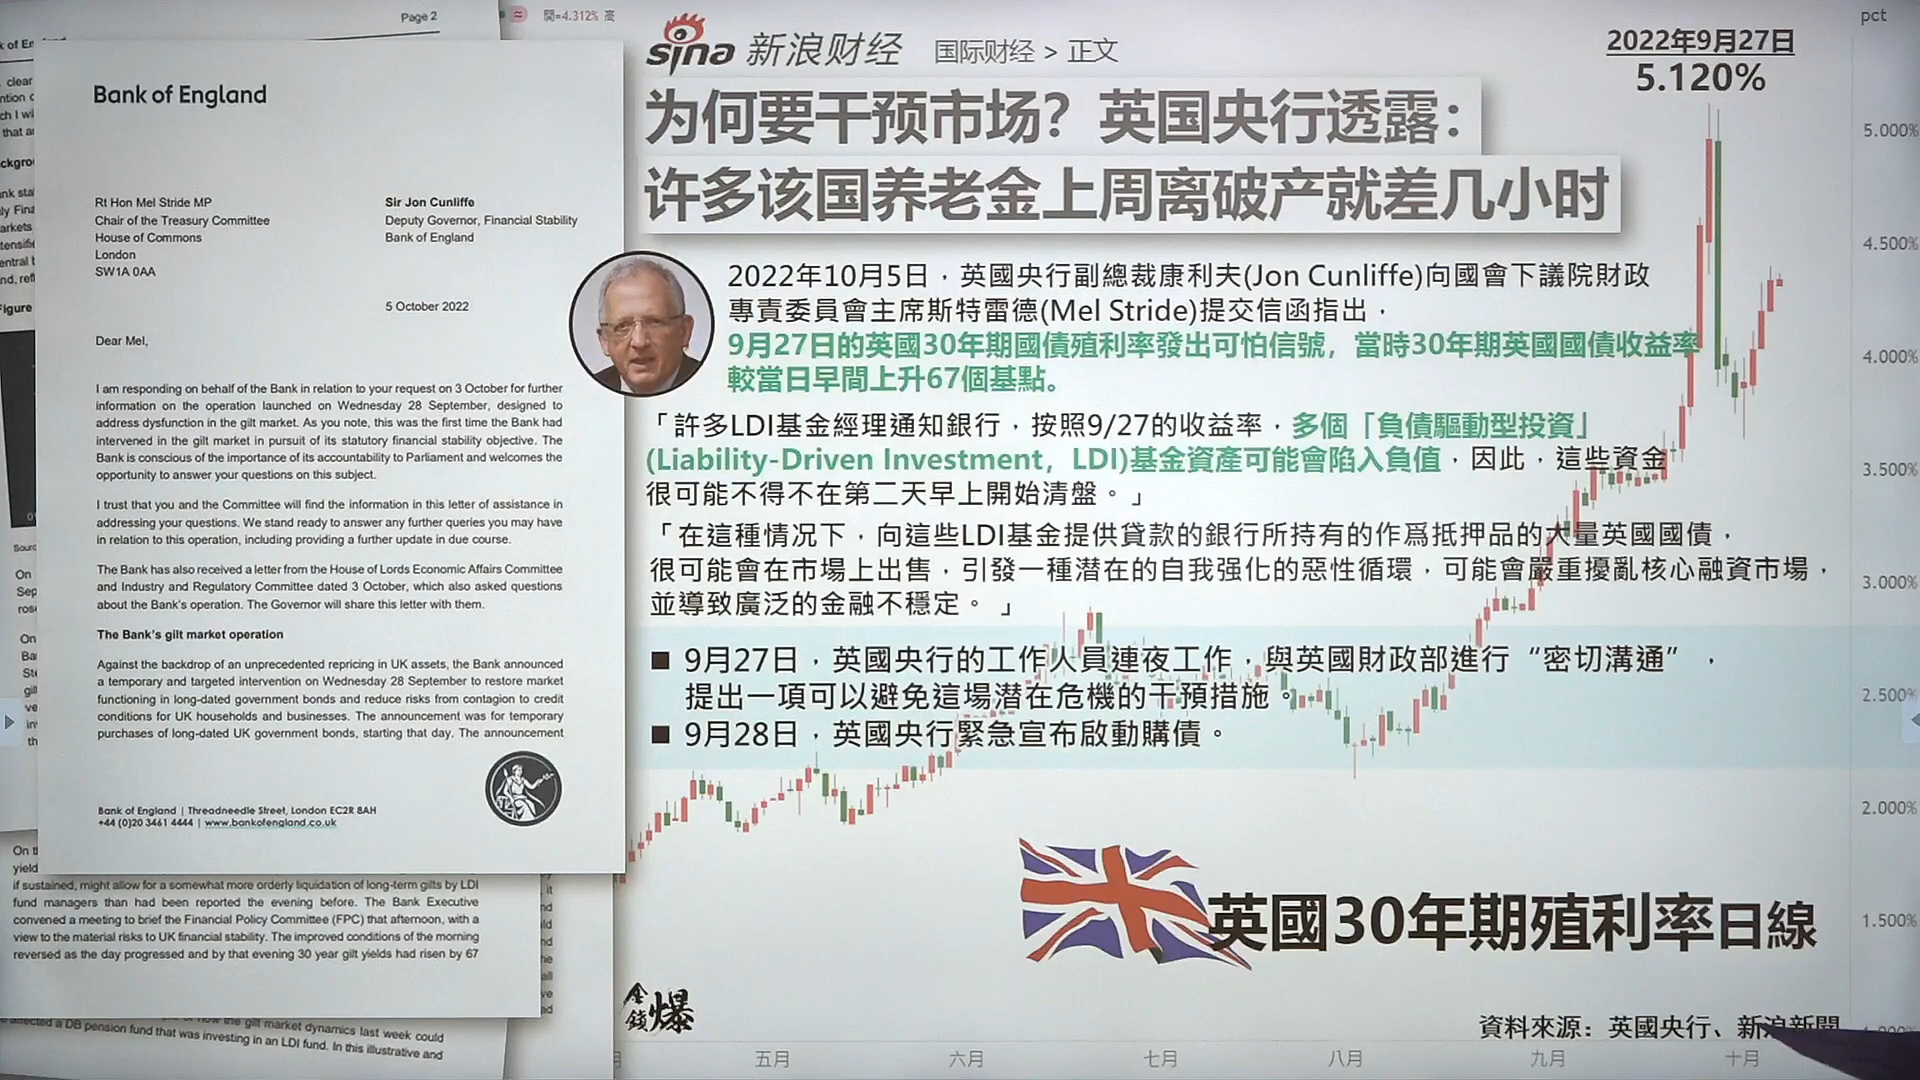 Page 2
開=4.312% 高
pct
Bank of England
Rt Hon Mel Stride MP
Chair of the Treasury Committee
House of Commons
London
SW1A 0AA
Sir Jon Cunliffe
Deputy Governor, Financial Stability
Bank of England
5 October 2022
Dear Mel,
I am responding on behalf of the Bank in relation to your request on 3 October for further
information on the operation launched on Wednesday 28 September, designed to
address dysfunction in the gilt market. As you note, this was the first time the Bank had
intervened in the gilt market in pursuit of its statutory financial stability objective. The
Bank is conscious of the importance of its accountability to Parliament and welcomes the
opportunity to answer your questions on this subject.
I trust that you and the Committee will find the information in this letter of assistance in
addressing your questions. We stand ready to answer any further queries you may have
in relation to this operation, including providing a further update in due course.
The Bank has also received a letter from the House of Lords Economic Affairs Committee
and Industry and Regulatory Committee dated 3 October, which also asked questions
about the Bank's operation. The Governor will share this letter with them.
The Bank's gilt market operation
Against the backdrop of an unprecedented repricing in UK assets, the Bank announced
a temporary and targeted intervention on Wednesday 28 September to restore market
functioning in long-dated government bonds and reduce risks from contagion to credit
conditions for UK households and businesses. The announcement was for temporary
purchases of long-dated UK government bonds, starting that day. The announcement
Bank of England | Threadneedle Street, London EC2R 8AH
+44 (0)20 3461 4444 | www.bankofengland.co.uk
if sustained, might allow for a somewhat more orderly liquidation of long-term gilts by LDI
fund managers than had been reported the evening before. The Bank Executive
convened a meeting to brief the Financial Policy Committee (FPC) that afternoon, with a
view to the material risks to UK financial stability. The improved conditions of the morning
reversed as the day progressed and by that evening 30 year gilt yields had risen by 67
the gilt market dynamics last week could
affected a DB pension fund that was investing in an LDI fund. In this illustrative and
sina 新浪财经 国际财经 > 正文
为何要干预市场？英国央行透露：
许多该国养老金上周离破产就差几小时
2022年9月27日
5.120%
2022年10月5日，英國央行副總裁康利夫(Jon Cunliffe)向國會下議院財政
專責委員會主席斯特雷德(Mel Stride)提交信函指出，
9月27日的英國30年期國債殖利率發出可怕信號，當時30年期英國國債收益率
較當日早間上升67個基點。
「許多LDI基金經理通知銀行，按照9/27的收益率，多個「負債驅動型投資」
(Liability-Driven Investment，LDI)基金資產可能會陷入負值，因此，這些資金
很可能不得不在第二天早上開始清盤。」
「在這種情况下，向這些LDI基金提供貸款的銀行所持有的作爲抵押品的大量英國國債，
很可能會在市場上出售，引發一種潛在的自我强化的惡性循環，可能會嚴重擾亂核心融資市場，
並導致廣泛的金融不穩定。」
■ 9月27日，英國央行的工作人員連夜工作，與英國財政部進行“密切溝通”，
提出一項可以避免這場潛在危機的干預措施。
■ 9月28日，英國央行緊急宣布啟動購債。
英國30年期殖利率日線
金錢爆
資料來源：英國央行、新浪新聞
5.000%
4.500%
4.000%
3.500%
3.000%
2.500%
2.000%
1.500%
五月 六月 七月 八月 九月 十月